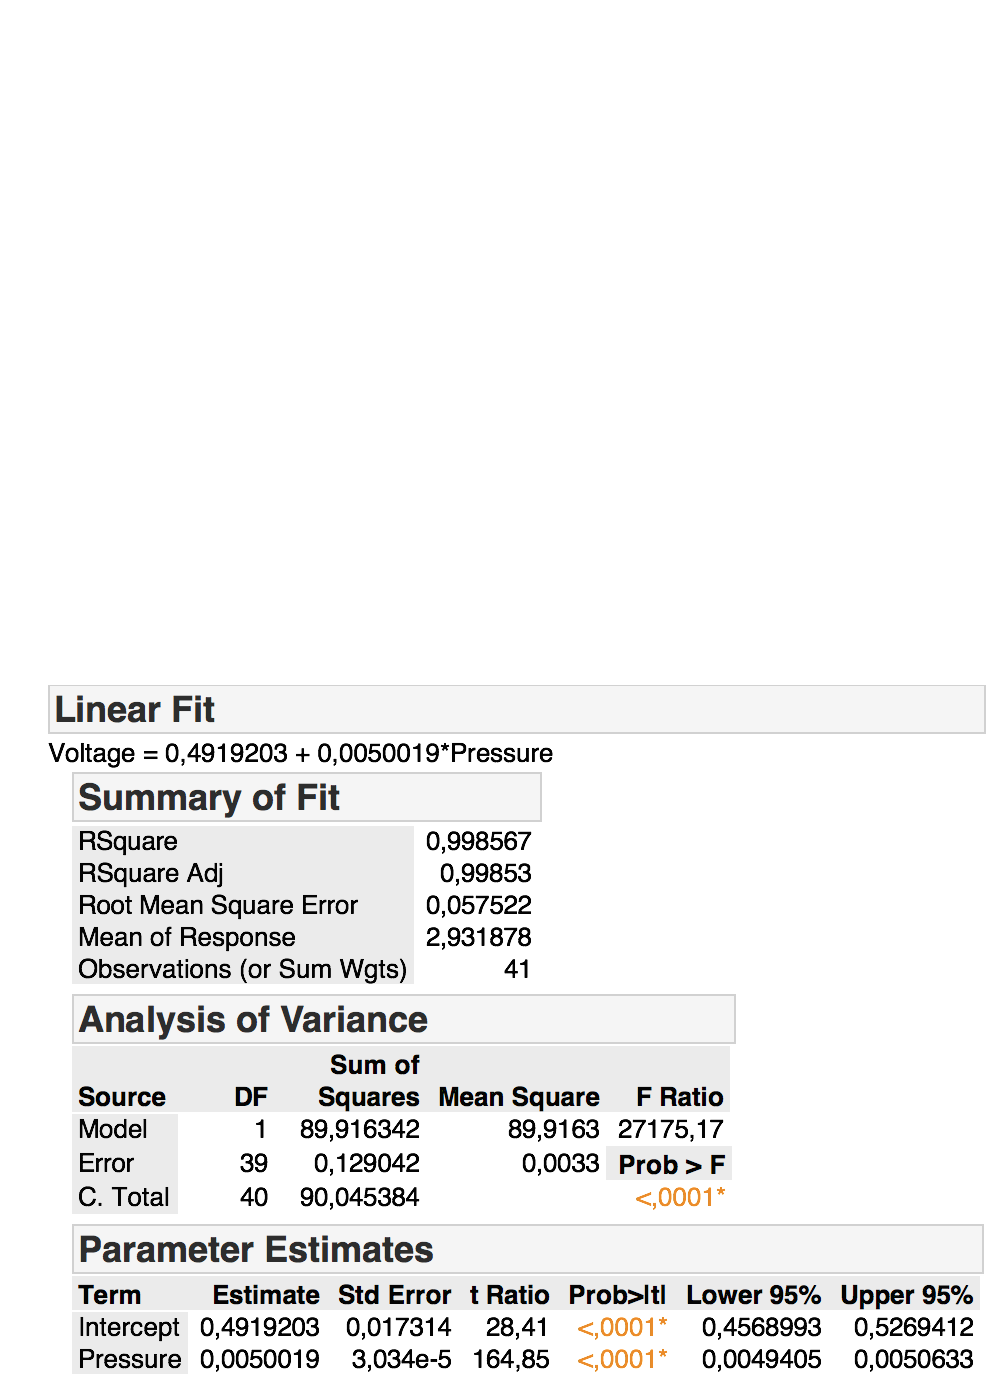 Linear Fit
Voltage = 0,4919203 + 0,0050019*Pressure
Summary of Fit
RSquare 0,998567
RSquare Adj 0,99853
Root Mean Square Error 0,057522
Mean of Response 2,931878
Observations (or Sum Wgts) 41
Analysis of Variance
Sum of
Source DF Squares Mean Square F Ratio
Model 1 89,916342 89,9163 27175,17
Error 39 0,129042 0,0033 Prob > F
C. Total 40 90,045384 <,0001*
Parameter Estimates
Term Estimate Std Error t Ratio Prob>|t| Lower 95% Upper 95%
Intercept 0,4919203 0,017314 28,41 <,0001* 0,4568993 0,5269412
Pressure 0,0050019 3,034e-5 164,85 <,0001* 0,0049405 0,0050633